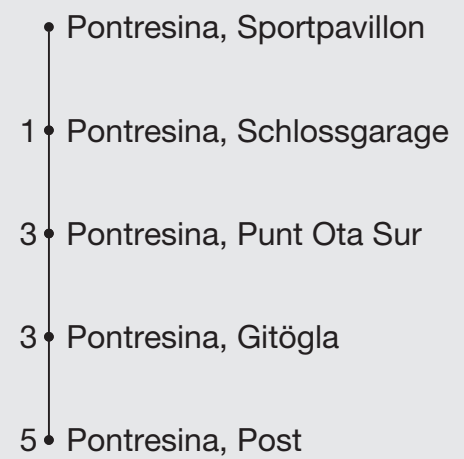 Pontresina, Sportpavillon
1 Pontresina, Schlossgarage
3 Pontresina, Punt Ota Sur
3 Pontresina, Gitögla
5 Pontresina, Post